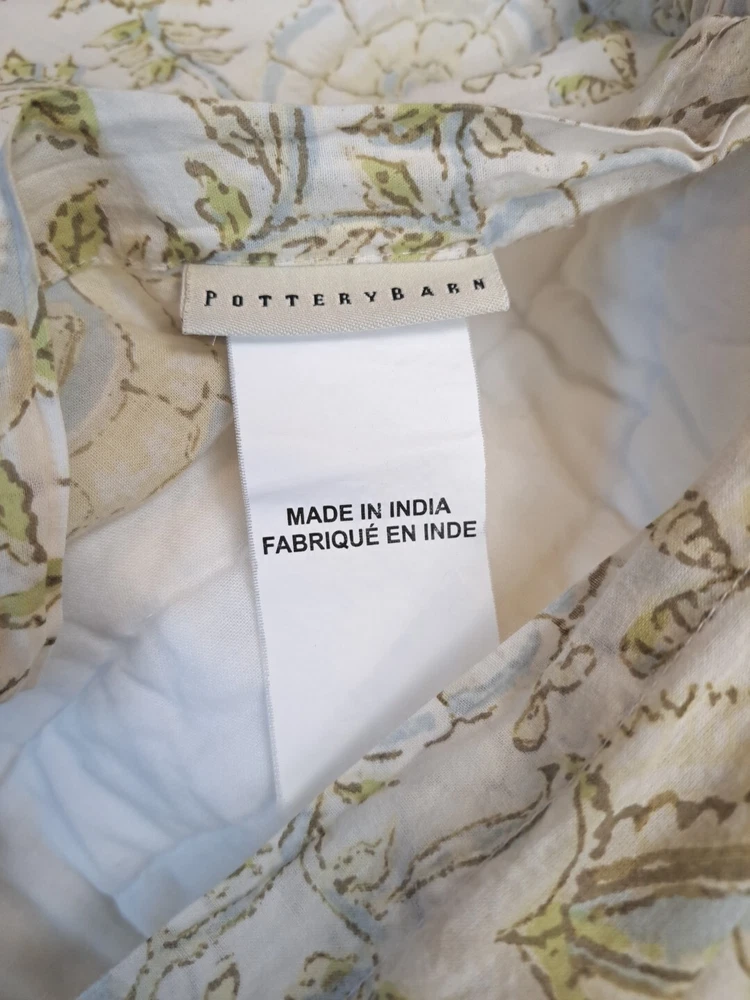 POTTERYBARN
MADE IN INDIA
FABRIQUÉ EN INDE